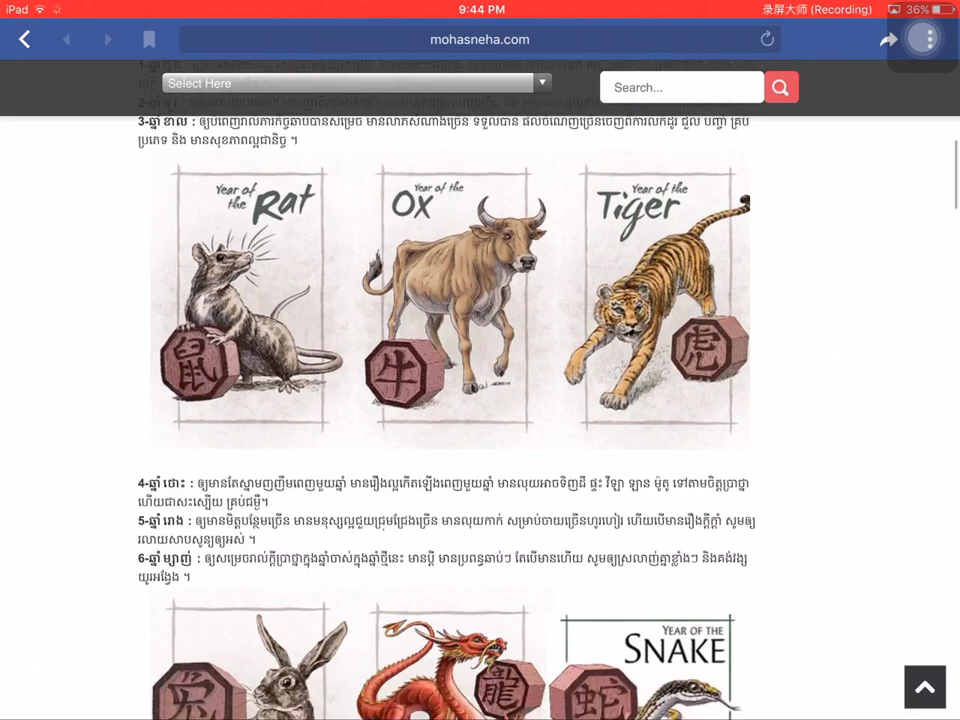 iPad
9:44 PM
录屏大师 (Recording)
36%
mohasneha.com
Select Here
Search...
3-ឆ្នាំខាល : ឲ្យបំពេញរាល់ភារកិច្ចឆាប់បានសម្រេច មានលាភសំណាងច្រើន ទទួលបាន ផលចំណេញច្រើនចេញពីការលក់ដូរ ជួល បញ្ចាំ គ្រប់
ប្រភេទ និង មានសុខភាពល្អជានិច្ច ។
Year of the Rat
鼠
Year of the OX
牛
Year of the Tiger
虎
4-ឆ្នាំថោះ : ឲ្យមានតែស្នាមញញឹមពេញមួយឆ្នាំ មានរឿងល្អកើតឡើងពេញមួយឆ្នាំ មានលុយអាចទិញដី ផ្ទះ វីឡា ឡាន ម៉ូតូ ទៅតាមចិត្តប្រាថ្នា
ហើយជាសះស្បើយ គ្រប់ជម្ងឺ។
5-ឆ្នាំរោង : ឲ្យមានមិត្តបន្ថែមច្រើន មានមនុស្សល្អជួយជ្រុមជ្រែងច្រើន មានលុយកាក់ សម្រាប់ចាយច្រើនហូរហៀរ ហើយបើមានរឿងក្តីក្តាំ សូមឲ្យ
រលាយសាបសូន្យឲ្យអស់ ។
6-ឆ្នាំម្សាញ់ : ឲ្យសម្រេចរាល់ក្តីប្រាថ្នាក្នុងឆ្នាំចាស់ក្នុងឆ្នាំថ្មីនេះ មានប្តី មានប្រពន្ធឆាប់ៗ តែបើមានហើយ សូមឲ្យស្រលាញ់គ្នាខ្លាំងៗ និងគង់វង្ស
យូរអង្វែង ។
兔
龍
YEAR OF THE
SNAKE
蛇